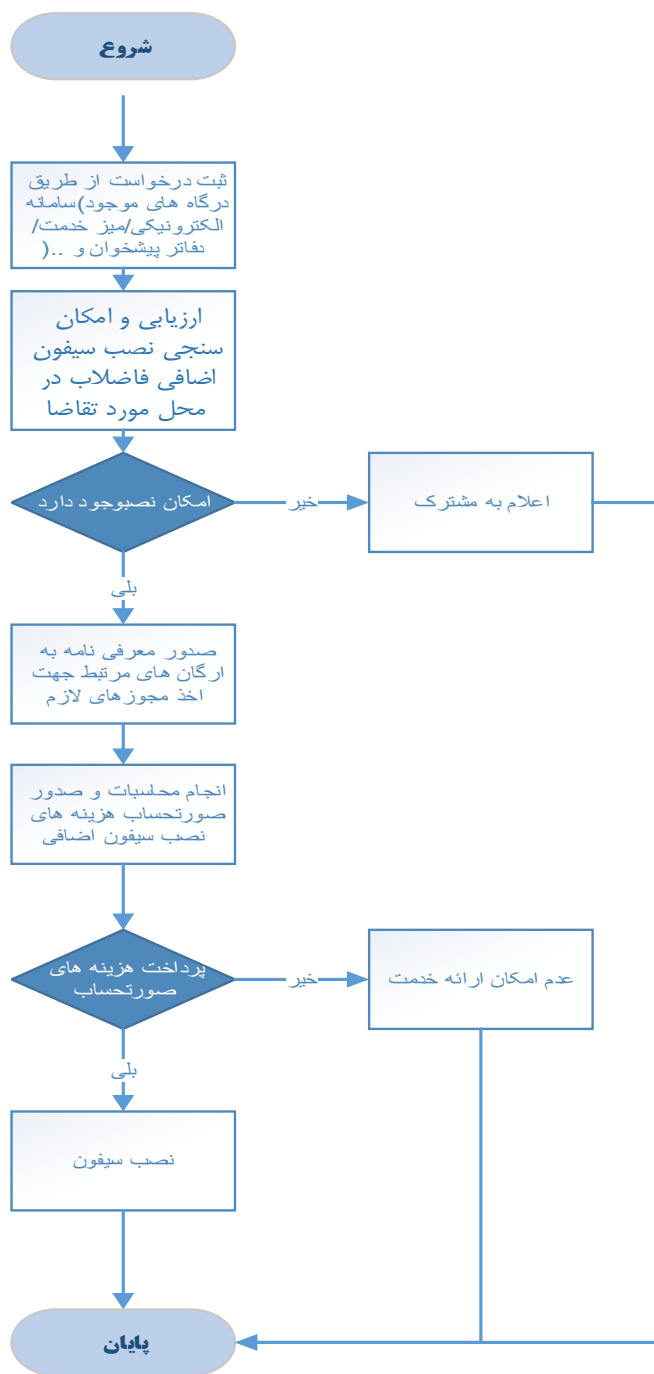 شروع
ثبت درخواست از طریق
درگاه های موجود)سامانه
الکترونیکی/میز خدمت/
دفاتر پیشخوان و ..(
ارزیابی و امکان
سنجی نصب سیفون
اضافی فاضلاب در
محل مورد تقاضا
امکان نصبوجود دارد
خیر
اعلام به مشترک
بلی
صدور معرفی نامه به
ارگان های مرتبط جهت
اخذ مجوزهای لازم
انجام محاسبات و صدور
صورتحساب هزینه های
نصب سیفون اضافی
پرداخت هزینه های
صورتحساب
خیر
عدم امکان ارائه خدمت
بلی
نصب سیفون
پایان